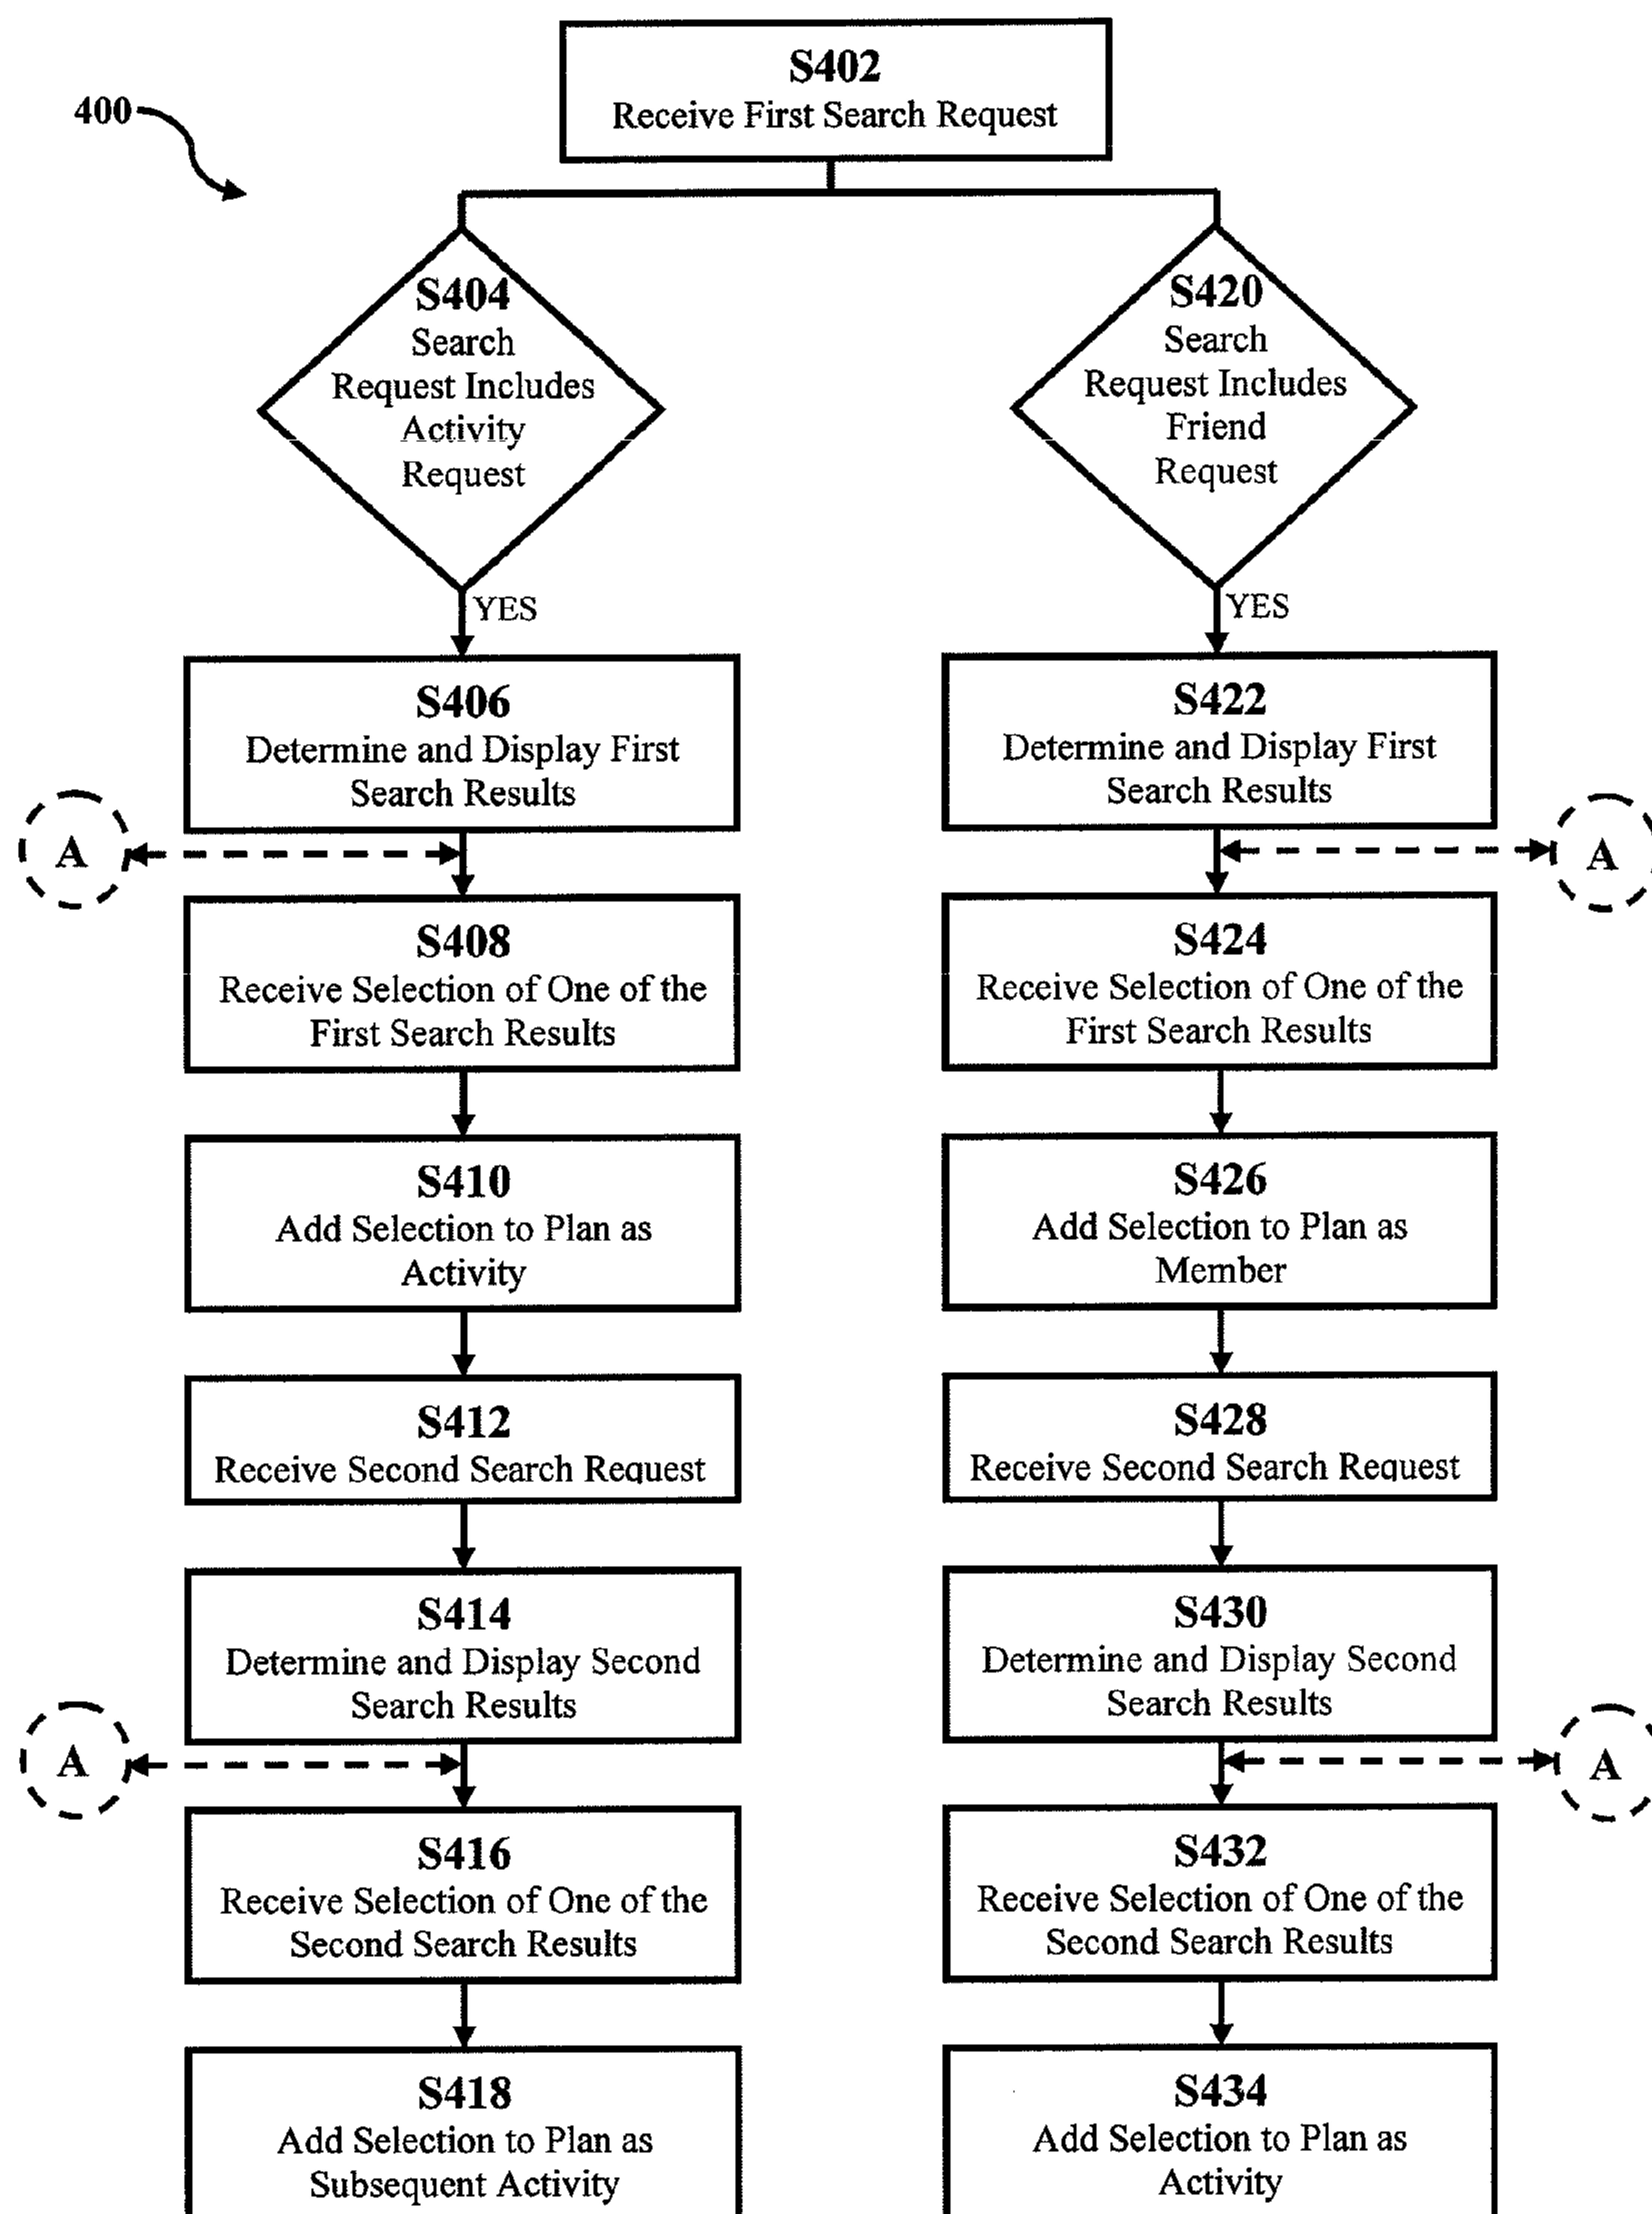 S402
Receive First Search Request
400
S404
Search
Request Includes
Activity
Request
YES
S420
Search
Request Includes
Friend
Request
YES
S406
Determine and Display First
Search Results
A
S408
Receive Selection of One of the
First Search Results
S410
Add Selection to Plan as
Activity
S412
Receive Second Search Request
S414
Determine and Display Second
Search Results
A
S416
Receive Selection of One of the
Second Search Results
S418
Add Selection to Plan as
Subsequent Activity
S422
Determine and Display First
Search Results
A
S424
Receive Selection of One of the
First Search Results
S426
Add Selection to Plan as
Member
S428
Receive Second Search Request
S430
Determine and Display Second
Search Results
A
S432
Receive Selection of One of the
Second Search Results
S434
Add Selection to Plan as
Activity